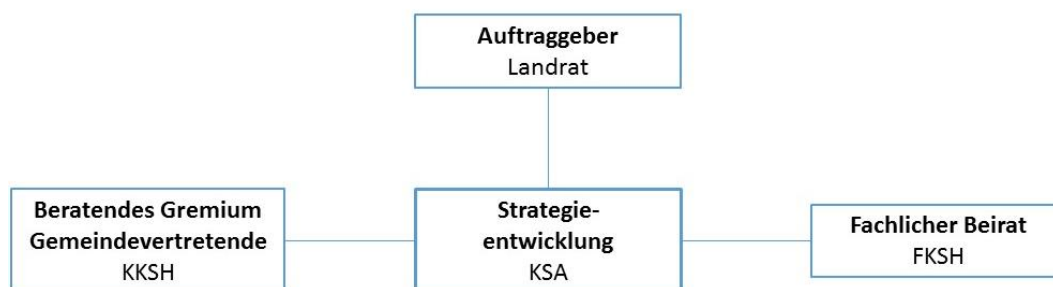 Auftraggeber
Landrat
Beratendes Gremium
Gemeindevertretende
KKSH
Strategie-
entwicklung
KSA
Fachlicher Beirat
FKSH